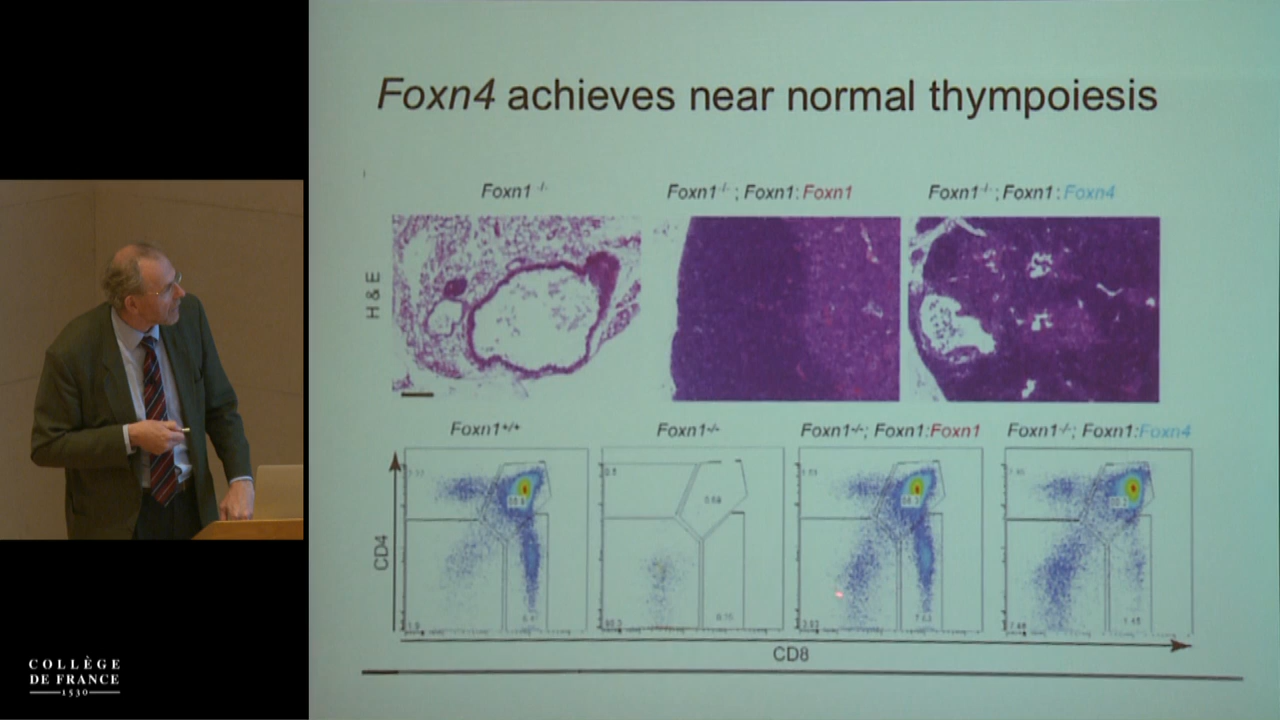 Foxn4 achieves near normal thympoiesis
Foxn1 -/-
Foxn1-/-; Foxn1:Foxn1
Foxn1-/-; Foxn1:Foxn4
H & E
Foxn1+/+
Foxn1-/-
Foxn1-/-; Foxn1:Foxn1
Foxn1-/-; Foxn1:Foxn4
CD4
CD8
COLLÈGE
DE FRANCE
1530